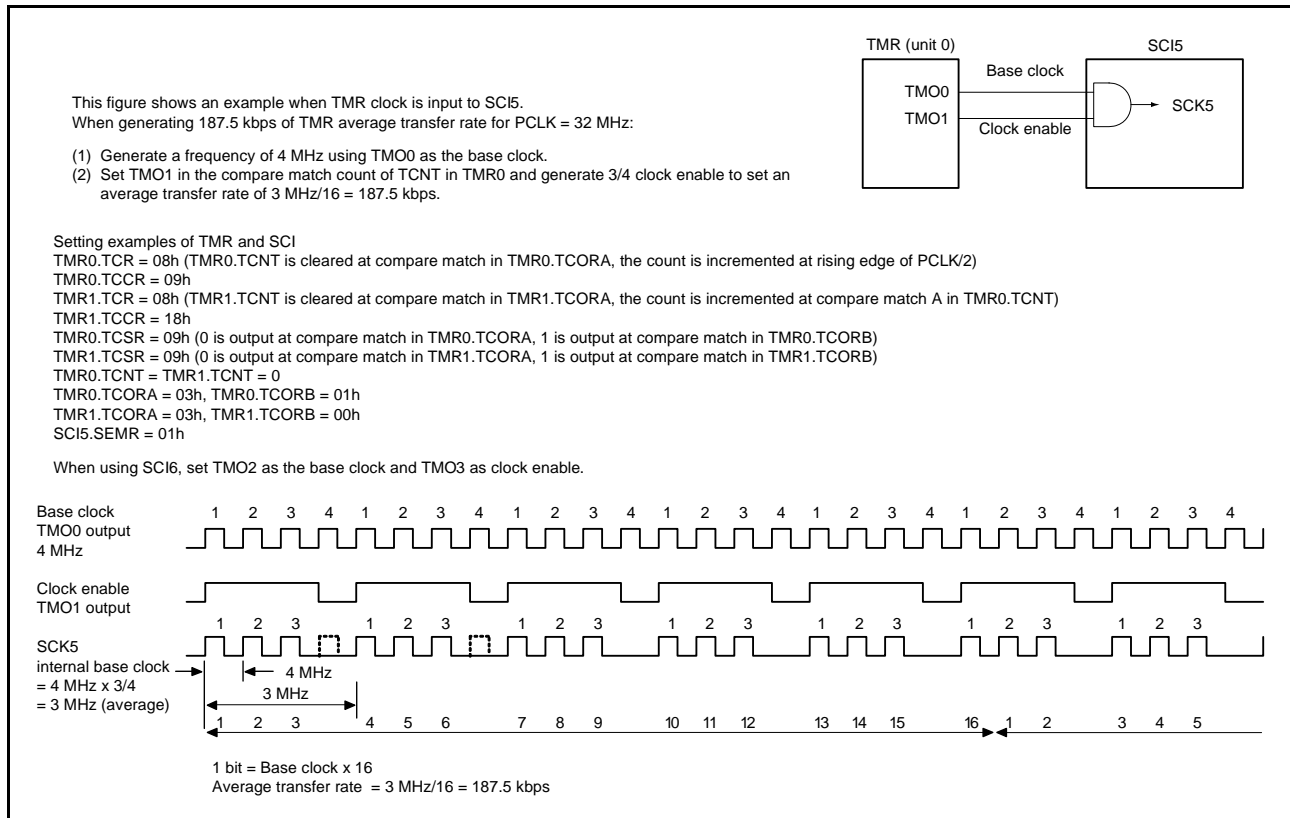 TMR (unit 0)
SCI5
Base clock
TMO0
TMO1
SCK5
Clock enable
This figure shows an example when TMR clock is input to SCI5.
When generating 187.5 kbps of TMR average transfer rate for PCLK = 32 MHz:
(1) Generate a frequency of 4 MHz using TMO0 as the base clock.
(2) Set TMO1 in the compare match count of TCNT in TMR0 and generate 3/4 clock enable to set an
average transfer rate of 3 MHz/16 = 187.5 kbps.
Setting examples of TMR and SCI
TMR0.TCR = 08h (TMR0.TCNT is cleared at compare match in TMR0.TCORA, the count is incremented at rising edge of PCLK/2)
TMR0.TCCR = 09h
TMR1.TCR = 08h (TMR1.TCNT is cleared at compare match in TMR1.TCORA, the count is incremented at compare match A in TMR0.TCNT)
TMR1.TCCR = 18h
TMR0.TCSR = 09h (0 is output at compare match in TMR0.TCORA, 1 is output at compare match in TMR0.TCORB)
TMR1.TCSR = 09h (0 is output at compare match in TMR1.TCORA, 1 is output at compare match in TMR1.TCORB)
TMR0.TCNT = TMR1.TCNT = 0
TMR0.TCORA = 03h, TMR0.TCORB = 01h
TMR1.TCORA = 03h, TMR1.TCORB = 00h
SCI5.SEMR = 01h
When using SCI6, set TMO2 as the base clock and TMO3 as clock enable.
Base clock
TMO0 output
4 MHz
1 2 3 4 1 2 3 4 1 2 3 4 1 2 3 4 1 2 3 4 1 2 3 4 1 2 3 4
Clock enable
TMO1 output
1 2 3 1 2 3 1 2 3 1 2 3 1 2 3 1 2 3 1 2 3
SCK5
internal base clock
= 4 MHz x 3/4
= 3 MHz (average)
4 MHz
3 MHz
1 2 3 4 5 6 7 8 9 10 11 12 13 14 15 16 1 2 3 4 5
1 bit = Base clock x 16
Average transfer rate = 3 MHz/16 = 187.5 kbps